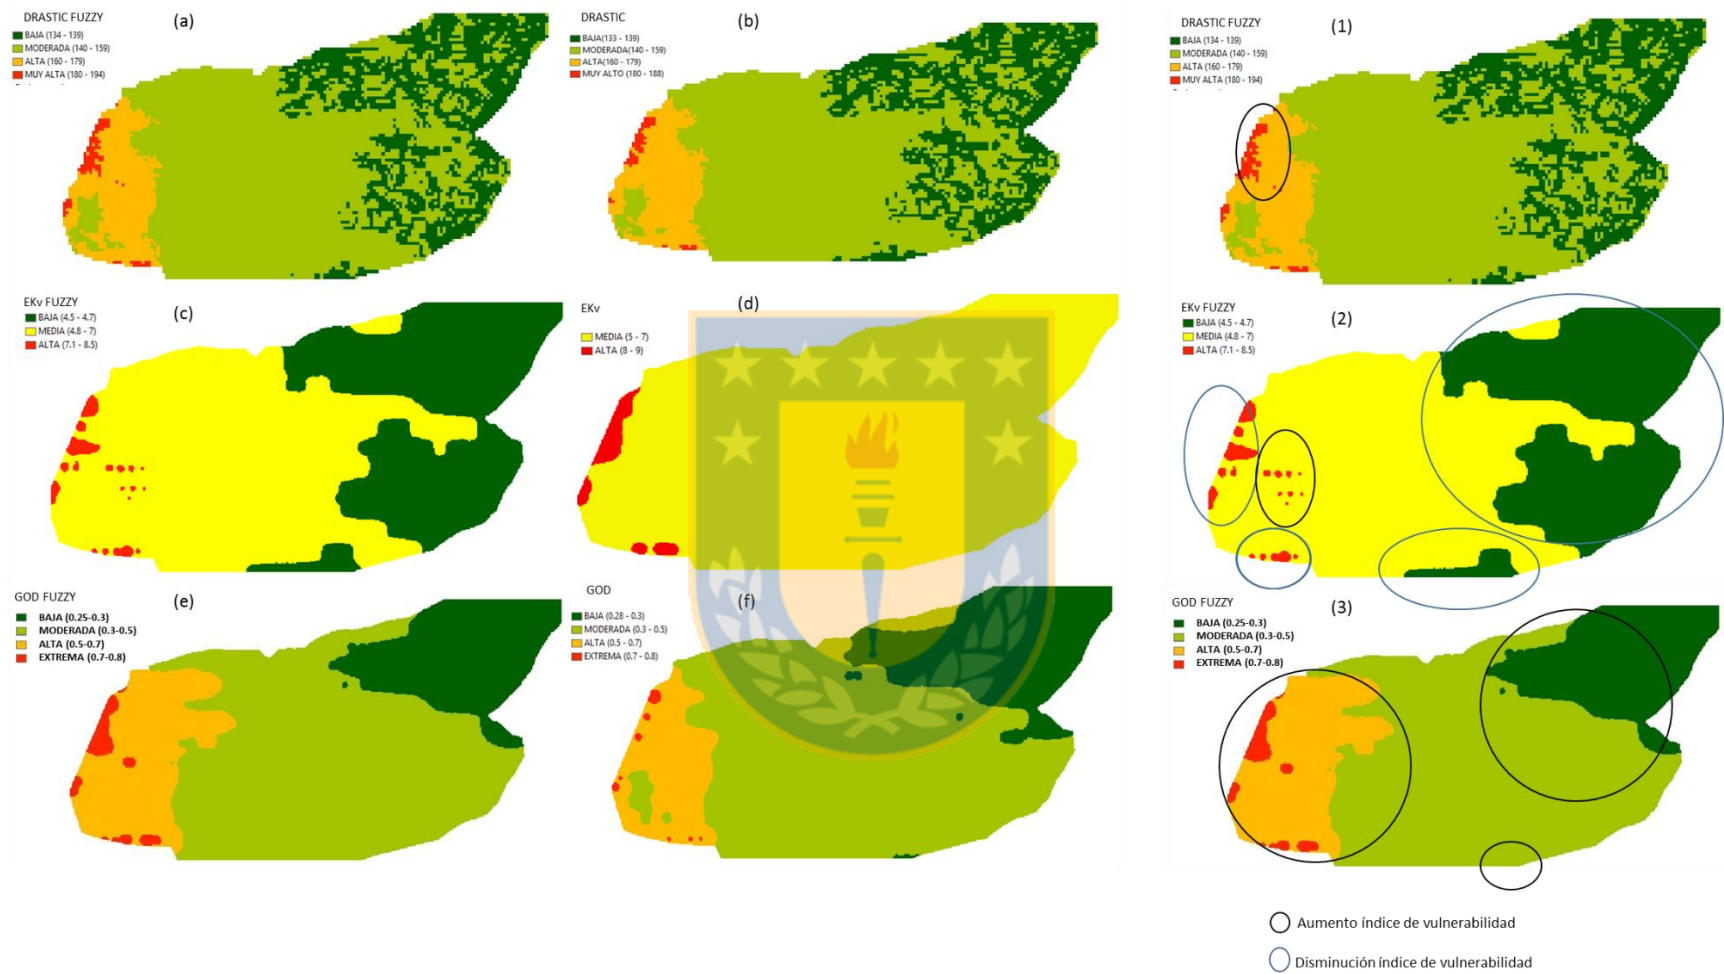 DRASTIC FUZZY
(a)
BAJA (134 - 139)
MODERADA (140 - 159)
ALTA (160 - 179)
MUY ALTA (180 - 194)
DRASTIC
(b)
BAJA(133 - 139)
MODERADA(140 - 159)
ALTA(160 - 179)
MUY ALTO (180 - 188)
DRASTIC FUZZY
(1)
BAJA (134 - 139)
MODERADA (140 - 159)
ALTA (160 - 179)
MUY ALTA (180 - 194)
EKv FUZZY
(c)
BAJA (4.5 - 4.7)
MEDIA (4.8 - 7)
ALTA (7.1 - 8.5)
EKv
(d)
MEDIA (5 - 7)
ALTA (8 - 9)
EKv FUZZY
(2)
BAJA (4.5 - 4.7)
MEDIA (4.8 - 7)
ALTA (7.1 - 8.5)
GOD FUZZY
(e)
BAJA (0.25-0.3)
MODERADA (0.3-0.5)
ALTA (0.5-0.7)
EXTREMA (0.7-0.8)
GOD
(f)
BAJA (0.28 - 0.3)
MODERADA (0.3 - 0.5)
ALTA (0.5 - 0.7)
EXTREMA (0.7 - 0.8)
GOD FUZZY
(3)
BAJA (0.25-0.3)
MODERADA (0.3-0.5)
ALTA (0.5-0.7)
EXTREMA (0.7-0.8)
Aumento índice de vulnerabilidad
Disminución índice de vulnerabilidad